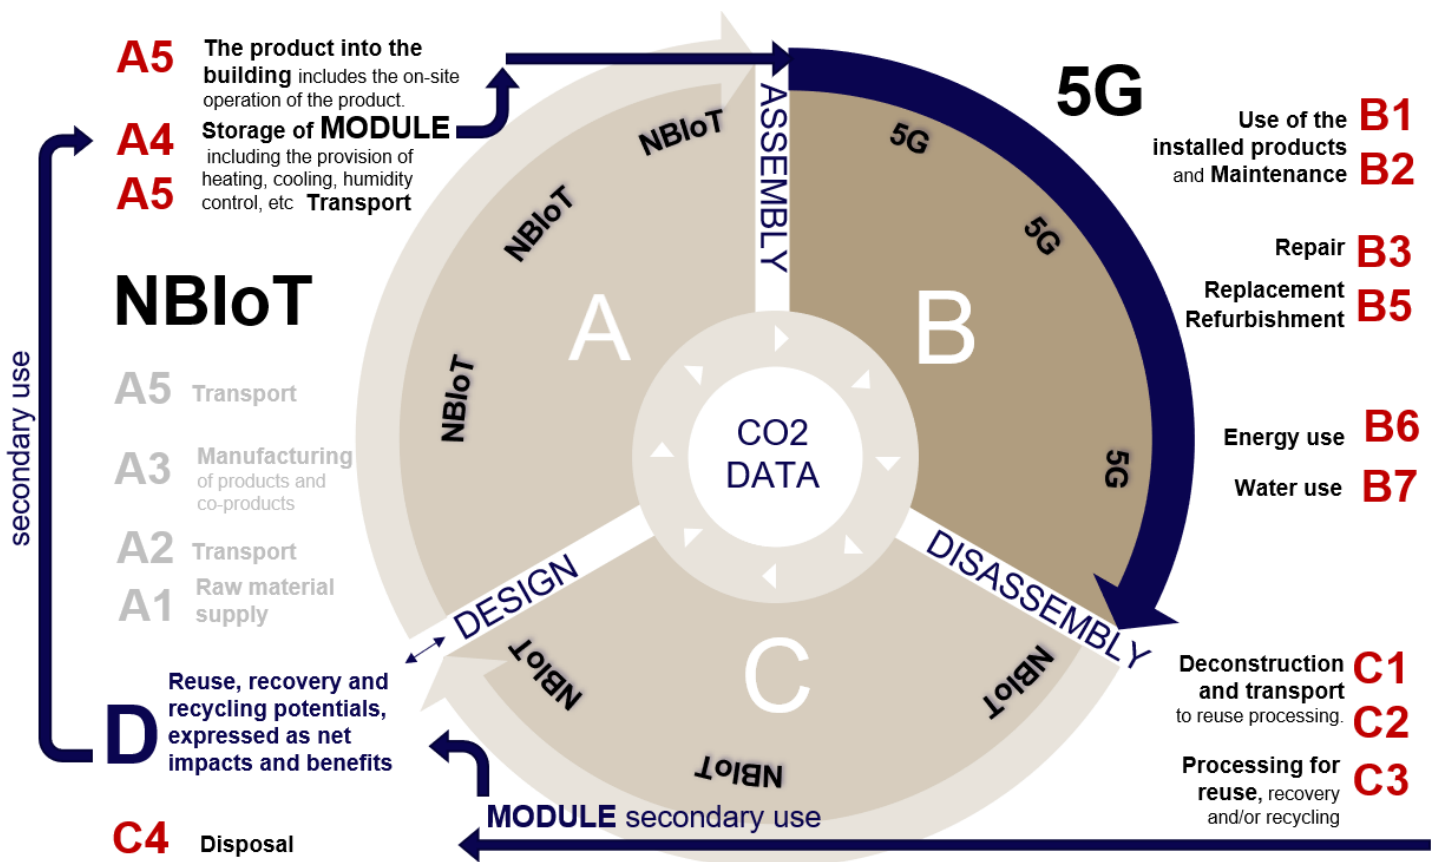 A5 The product into the
building includes the on-site
operation of the product.
A4 Storage of MODULE
including the provision of
heating, cooling, humidity
A5 control, etc Transport
NBIoT
A5 Transport
A3 Manufacturing
of products and
co-products
A2 Transport
A1 Raw material
supply
secondary use
D Reuse, recovery and
recycling potentials,
expressed as net
impacts and benefits
C4 Disposal
MODULE secondary use
NBIoT
NBIoT
NBIoT
A
ASSEMBLY
5G
5G
5G
B
CO2
DATA
DESIGN
DISASSEMBLY
C
NBIoT
NBIoT
NBIoT
5G
Use of the B1
installed products
and Maintenance B2
Repair B3
Replacement
Refurbishment B5
Energy use B6
Water use B7
Deconstruction C1
and transport
to reuse processing. C2
Processing for
reuse, recovery C3
and/or recycling